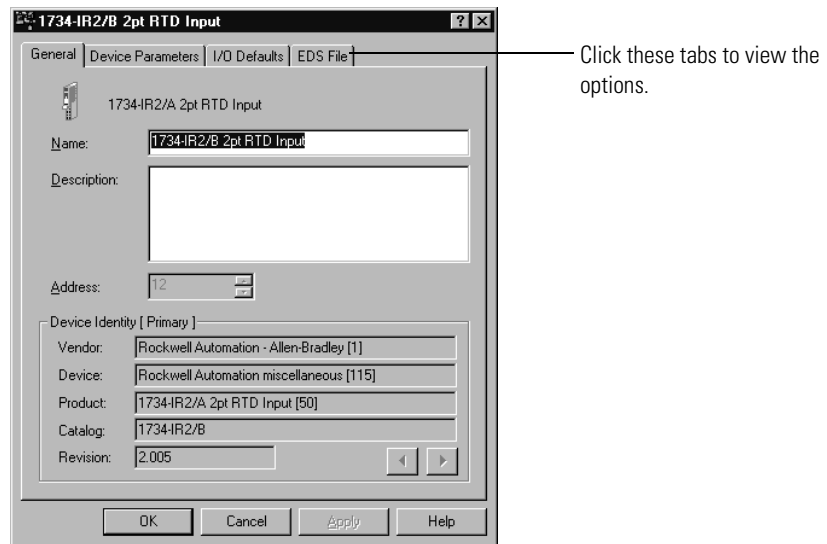 1734-IR2/B 2pt RTD Input
General Device Parameters I/O Defaults EDS File
Click these tabs to view the
options.
1734-IR2/A 2pt RTD Input
Name: 1734-IR2/B 2pt RTD Input
Description:
Address: 12
Device Identity [ Primary ]
Vendor: Rockwell Automation - Allen-Bradley [1]
Device: Rockwell Automation miscellaneous [115]
Product: 1734-IR2/A 2pt RTD Input [50]
Catalog: 1734-IR2/B
Revision: 2.005
OK Cancel Apply Help